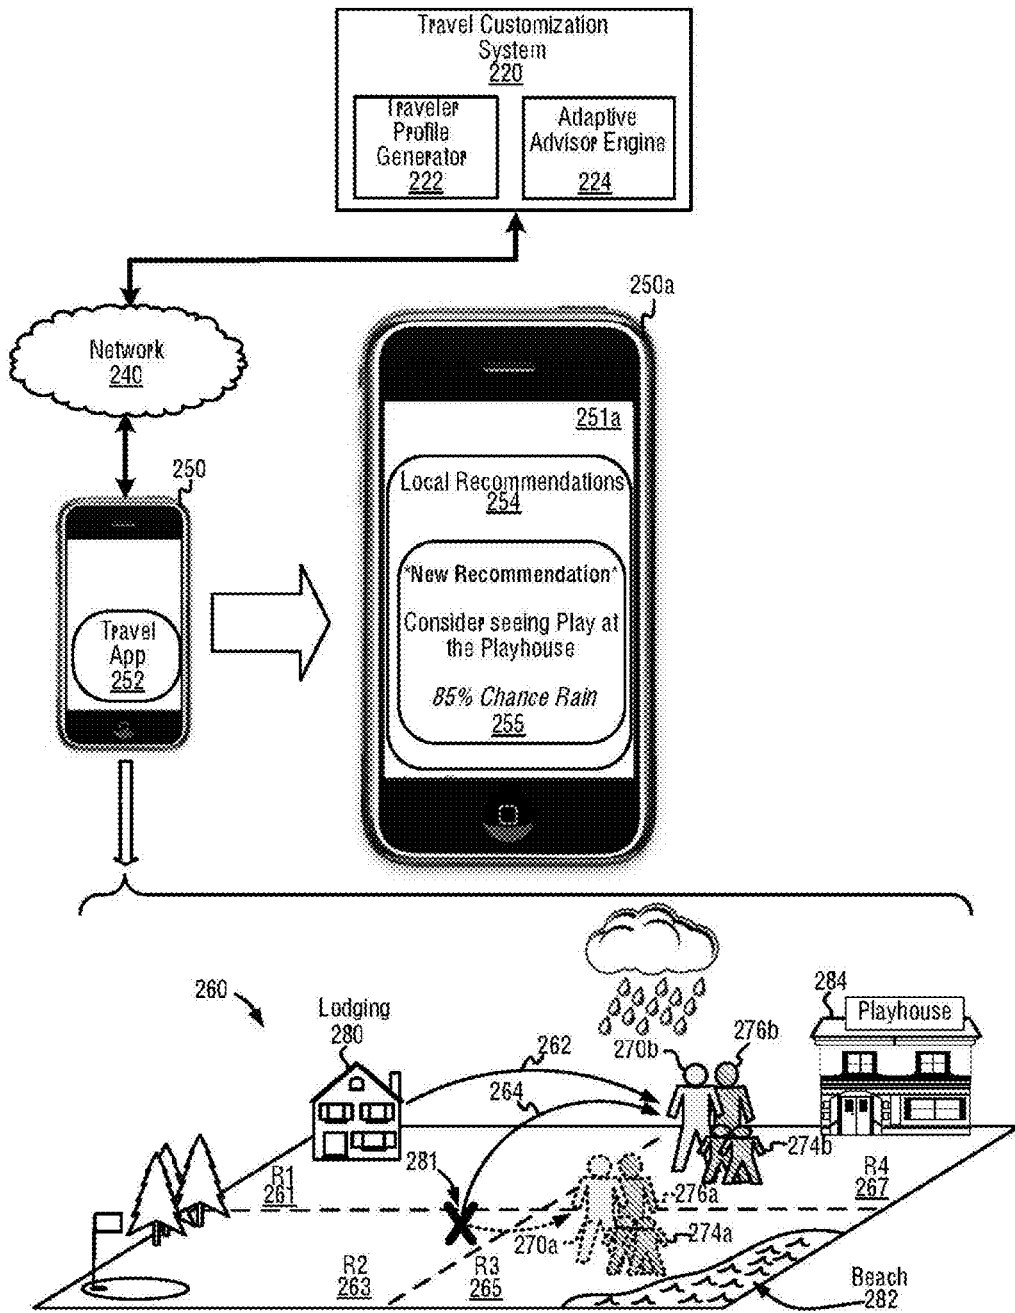 Travel Customization
System
220
Traveler
Profile
Generator
222
Adaptive
Advisor Engine
224
250a
Network
240
251a
250
Local Recommendations
254
*New Recommendation*
Consider seeing Play at
the Playhouse
85% Chance Rain
255
Travel
App
252
260
Lodging
280
262
264
270b
276b
284
Playhouse
281
R1
261
274b
R4
267
276a
270a
274a
R2
263
R3
265
Beach
282